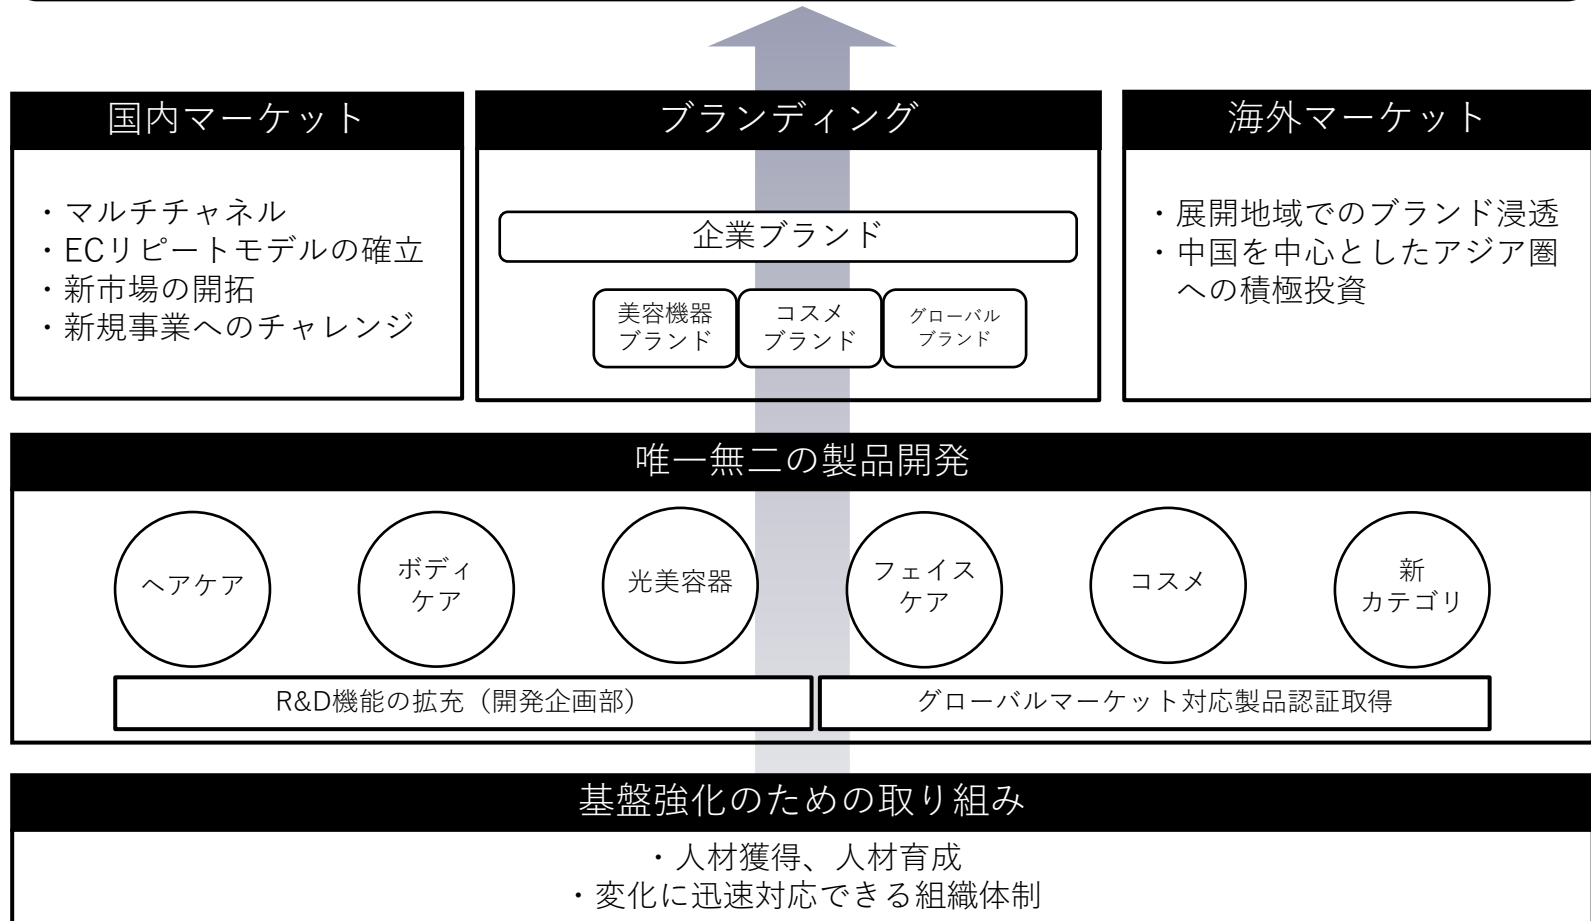 国内マーケット
・マルチチャネル
・ECリピートモデルの確立
・新市場の開拓
・新規事業へのチャレンジ
ブランディング
企業ブランド
美容機器
ブランド
コスメ
ブランド
グローバル
ブランド
海外マーケット
・展開地域でのブランド浸透
・中国を中心としたアジア圏
への積極投資
唯一無二の製品開発
ヘアケア
ボディ
ケア
光美容器
フェイス
ケア
コスメ
新
カテゴリ
R&D機能の拡充（開発企画部）
グローバルマーケット対応製品認証取得
基盤強化のための取り組み
・人材獲得、人材育成
・変化に迅速対応できる組織体制